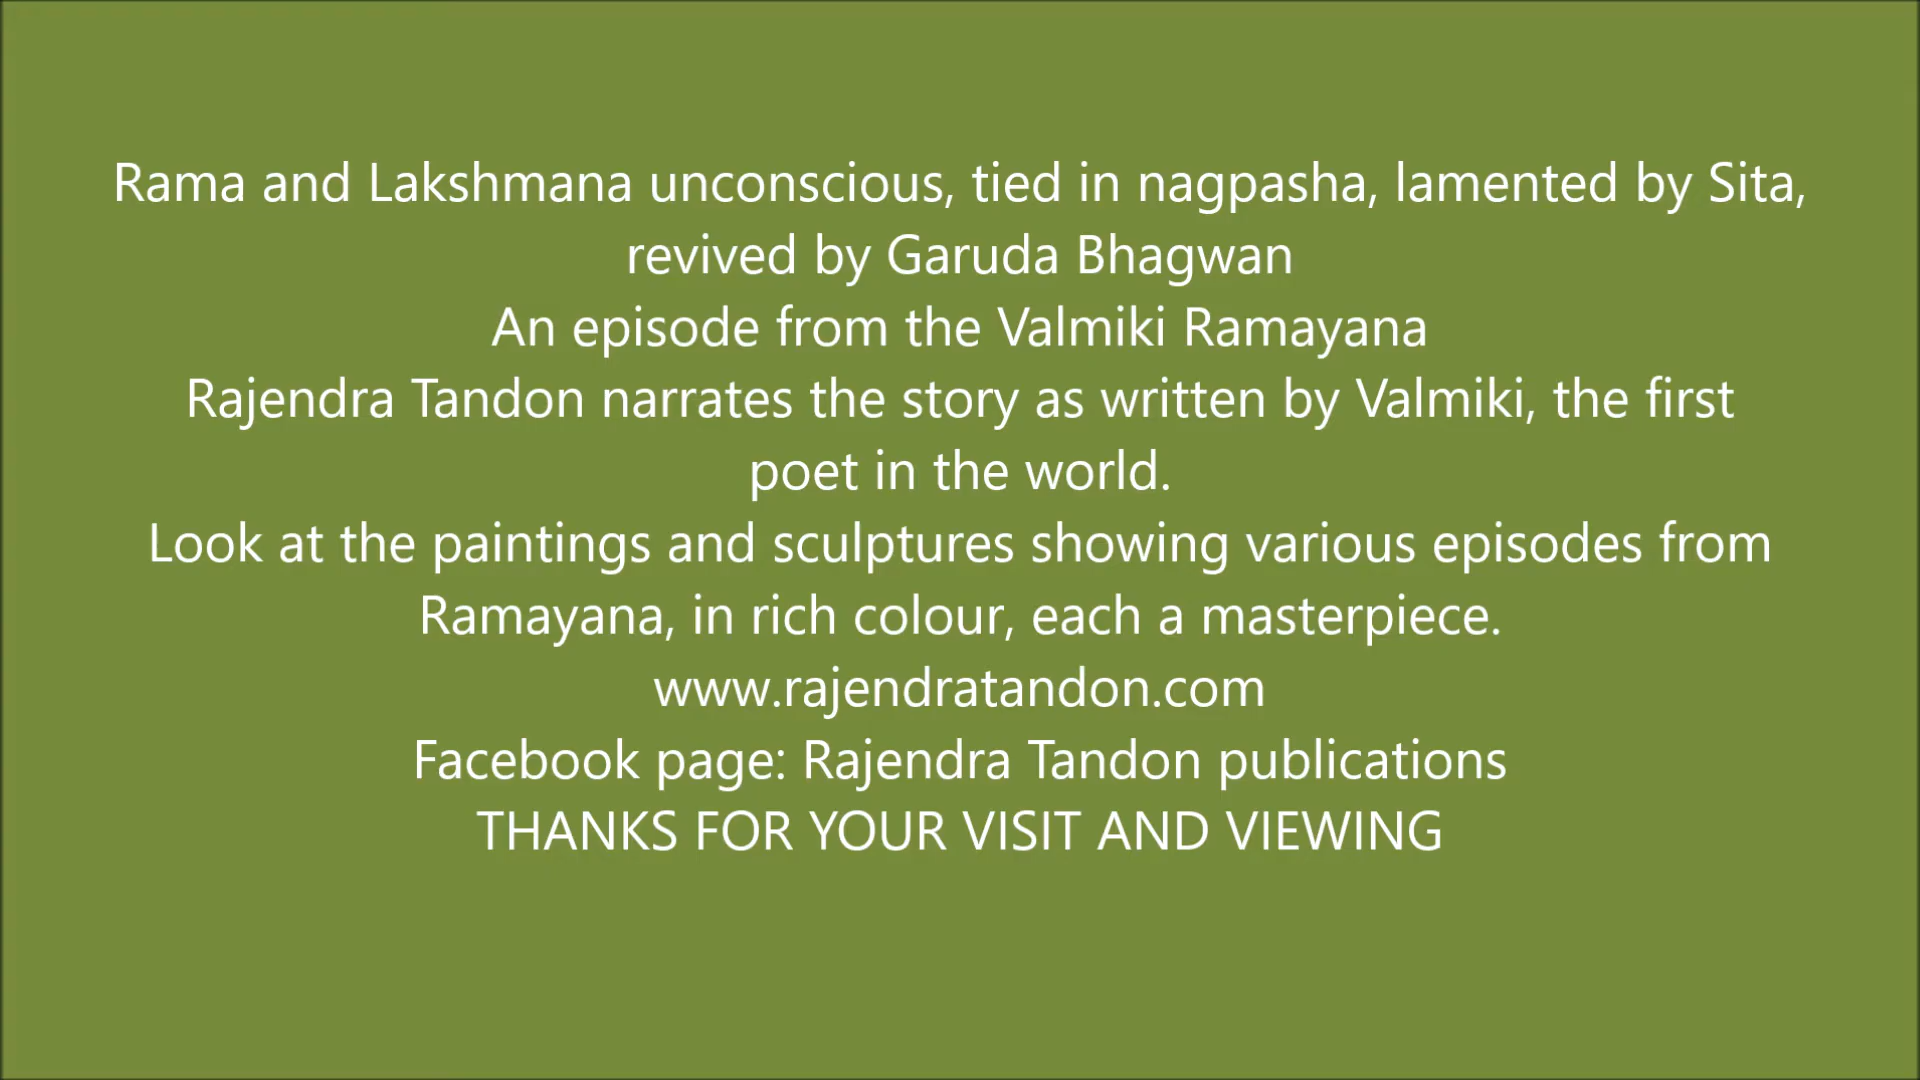 Rama and Lakshmana unconscious, tied in nagpasha, lamented by Sita,
revived by Garuda Bhagwan
An episode from the Valmiki Ramayana
Rajendra Tandon narrates the story as written by Valmiki, the first
poet in the world.
Look at the paintings and sculptures showing various episodes from
Ramayana, in rich colour, each a masterpiece.
www.rajendratandon.com
Facebook page: Rajendra Tandon publications
THANKS FOR YOUR VISIT AND VIEWING